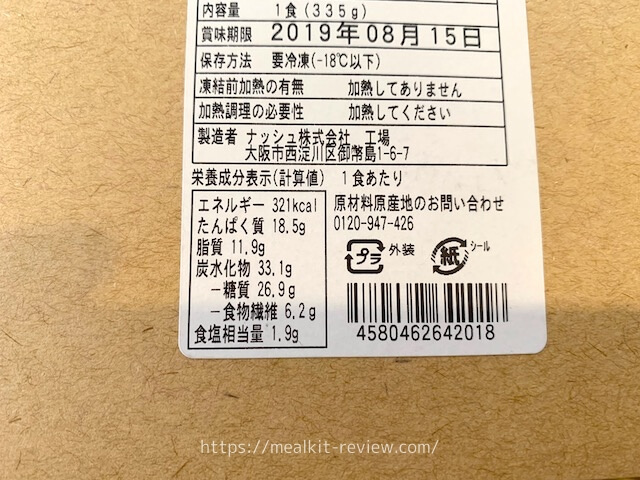 内容量 1食(335g)
賞味期限 2019年08月15日
保存方法 要冷凍(-18℃以下)
凍結前加熱の有無 加熱してありません
加熱調理の必要性 加熱してください
製造者 ナッシュ株式会社 工場
大阪市西淀川区御幣島1-6-7
栄養成分表示(計算値) 1食あたり
エネルギー 321kcal
たんぱく質 18.5g
脂質 11.9g
炭水化物 33.1g
－糖質 26.9g
－食物繊維 6.2g
食塩相当量 1.9g
原材料原産地のお問い合わせ
0120-947-426
プラ 外装 紙 シール
4580462642018
https://mealkit-review.com/